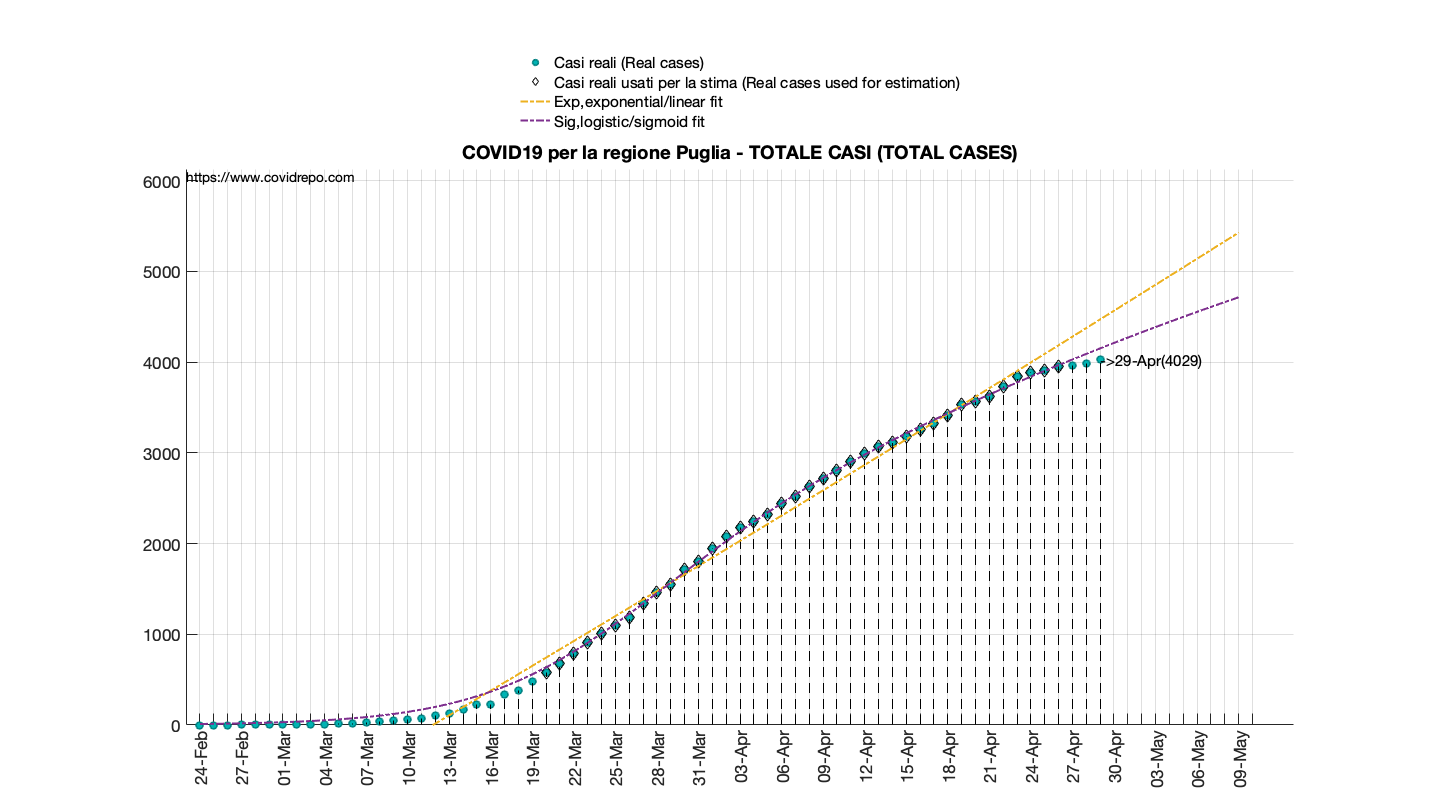 Casi reali (Real cases)
Casi reali usati per la stima (Real cases used for estimation)
Exp,exponential/linear fit
Sig,logistic/sigmoid fit
COVID19 per la regione Puglia - TOTALE CASI (TOTAL CASES)
https://www.covidrepo.com
6000
5000
4000
3000
2000
1000
0
->29-Apr(4029)
24-Feb
27-Feb
01-Mar
04-Mar
07-Mar
10-Mar
13-Mar
16-Mar
19-Mar
22-Mar
25-Mar
28-Mar
31-Mar
03-Apr
06-Apr
09-Apr
12-Apr
15-Apr
18-Apr
21-Apr
24-Apr
27-Apr
30-Apr
03-May
06-May
09-May